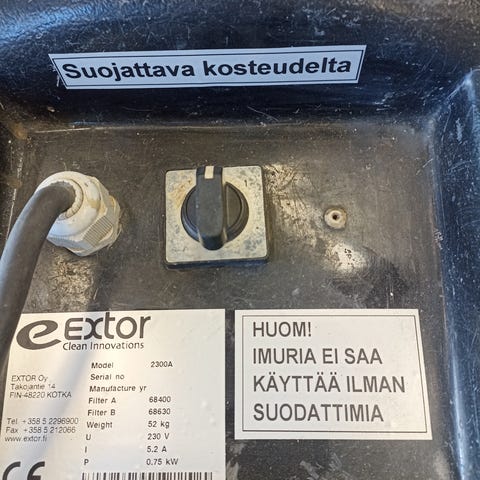 Suojattava kosteudelta
1
Extor
Clean Innovations
EXTOR Oy
Takojantie 14
FIN-48220 KOTKA
Tel. +358 5 2296900
Fax +358 5 212066
www.extor.fi
Model 2300A
Serial no
Manufacture yr
Filter A 68400
Filter B 68630
Weight 52 kg
U 230 V
I 5.2 A
P 0,75 kW
CE
HUOM!
IMURIA EI SAA
KÄYTTÄÄ ILMAN
SUODATTIMIA